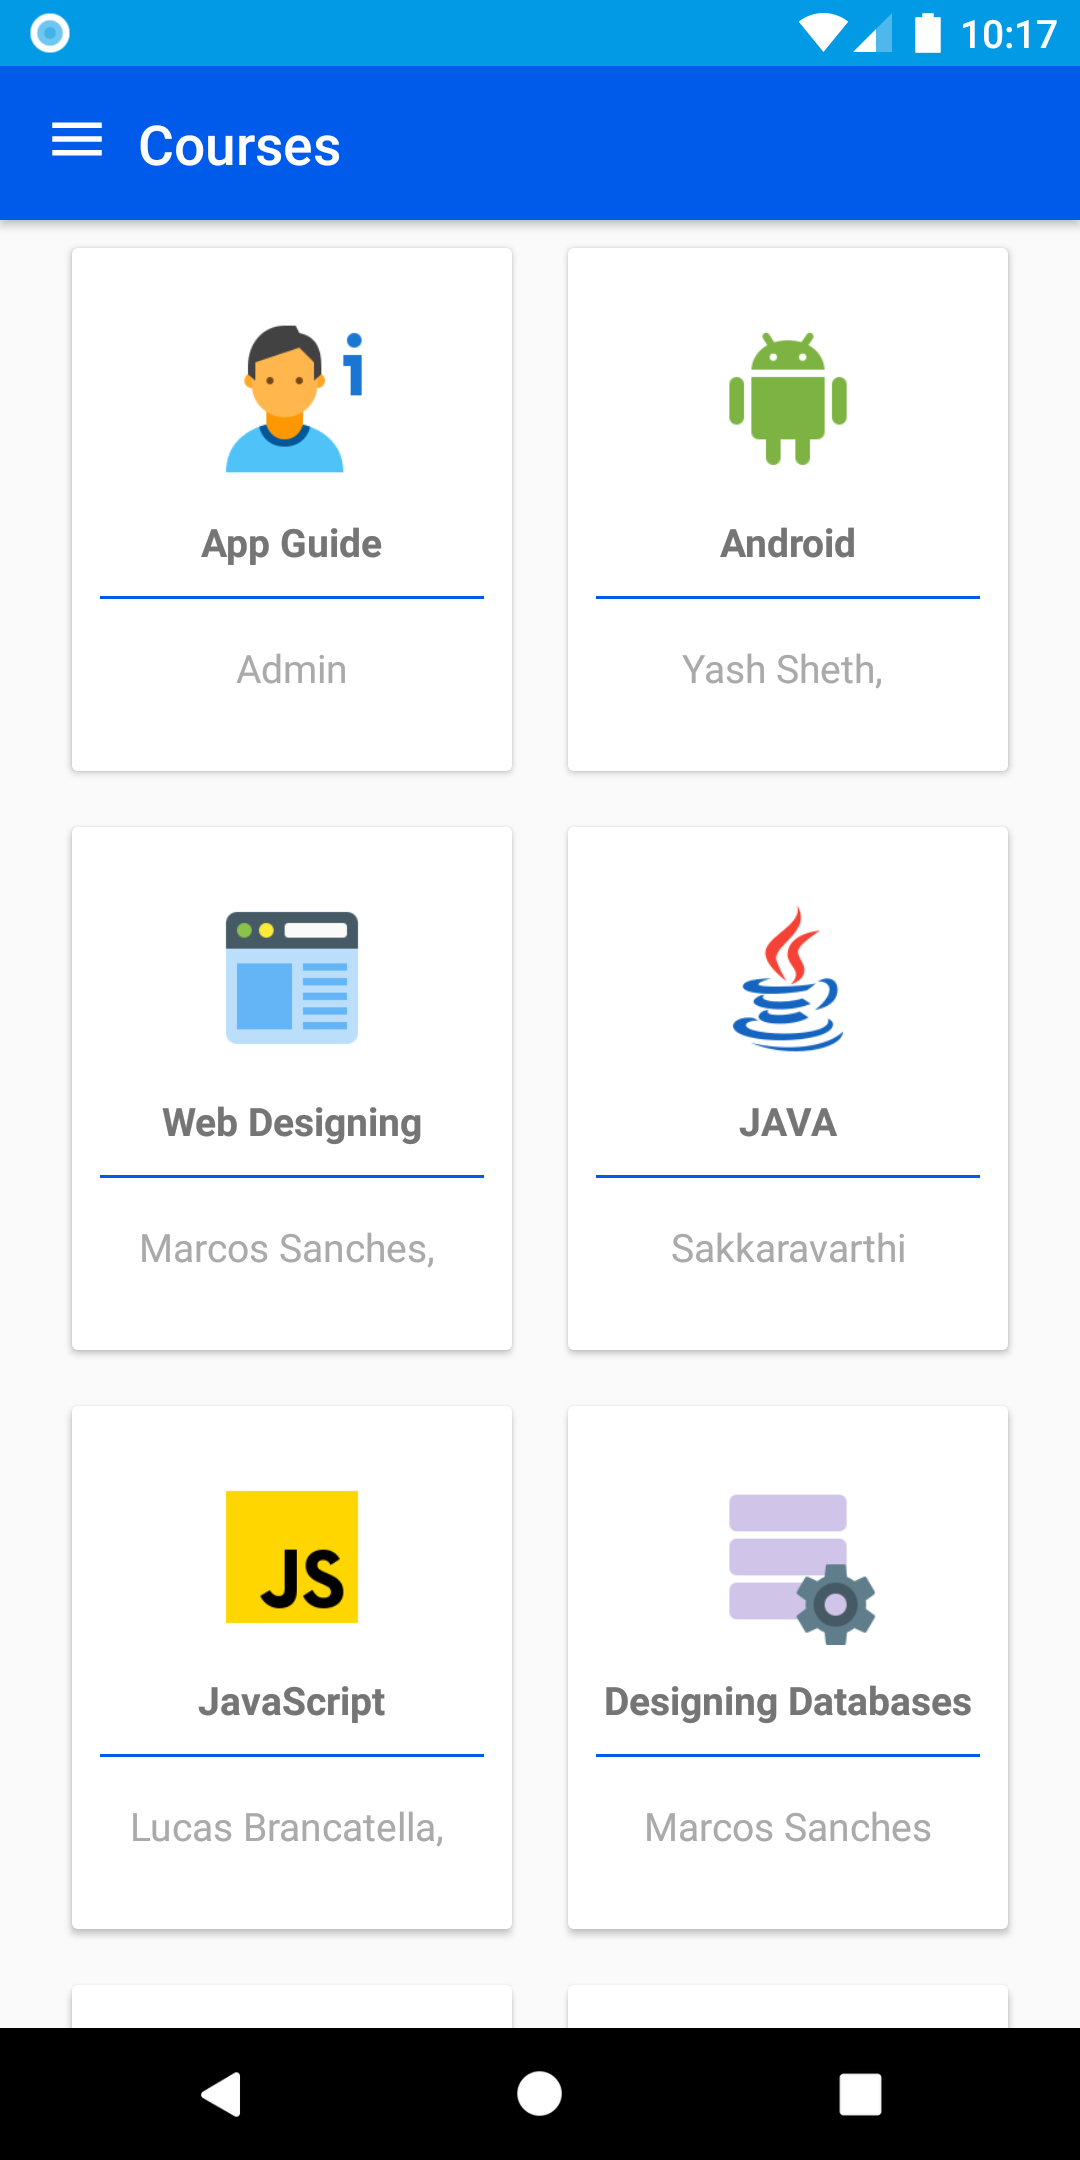 10:17
Courses
App Guide
Admin
Android
Yash Sheth,
Web Designing
Marcos Sanches,
JAVA
Sakkaravarthi
JS
JavaScript
Lucas Brancatella,
Designing Databases
Marcos Sanches